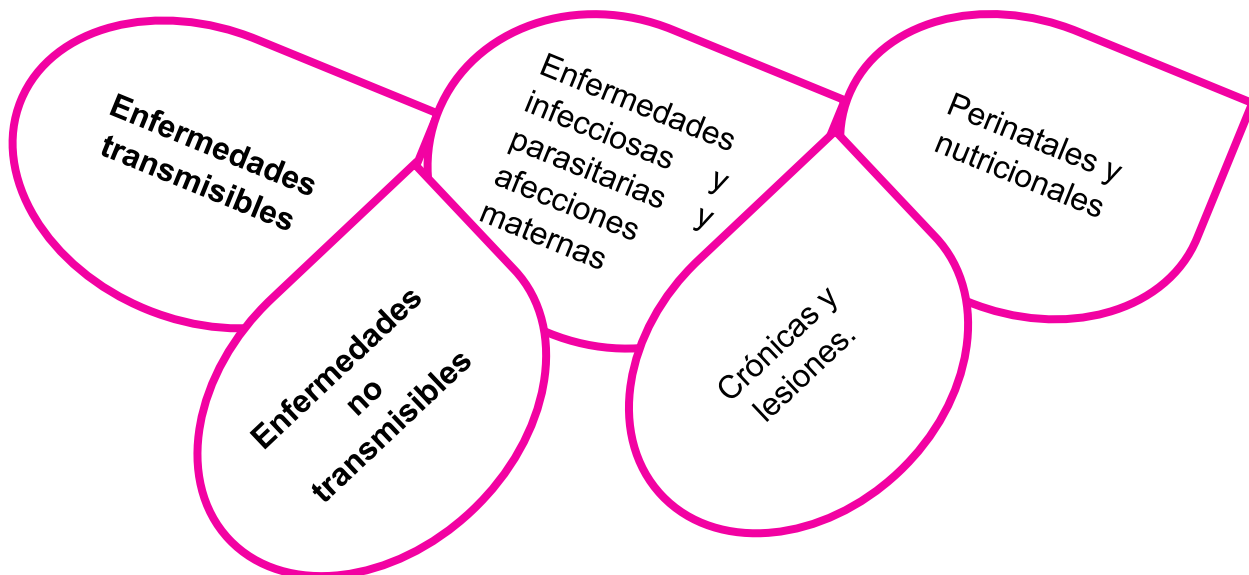 Enfermedades
transmisibles
Enfermedades
infecciosas y
parasitarias y
afecciones
maternas
Perinatales y
nutricionales
Enfermedades
no
transmisibles
Crónicas y
lesiones.